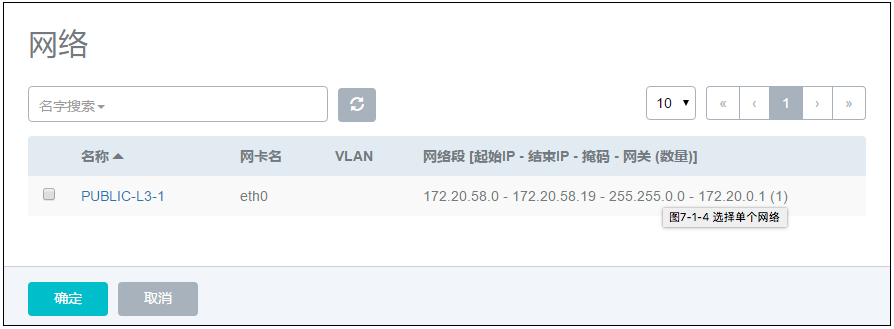 网络
名字搜索
10 « ‹ 1 › »
名称 网卡名 VLAN 网络段 [起始IP - 结束IP - 掩码 - 网关 (数量)]
PUBLIC-L3-1 eth0 172.20.58.0 - 172.20.58.19 - 255.255.0.0 - 172.20.0.1 (1)
图7-1-4 选择单个网络
确定 取消